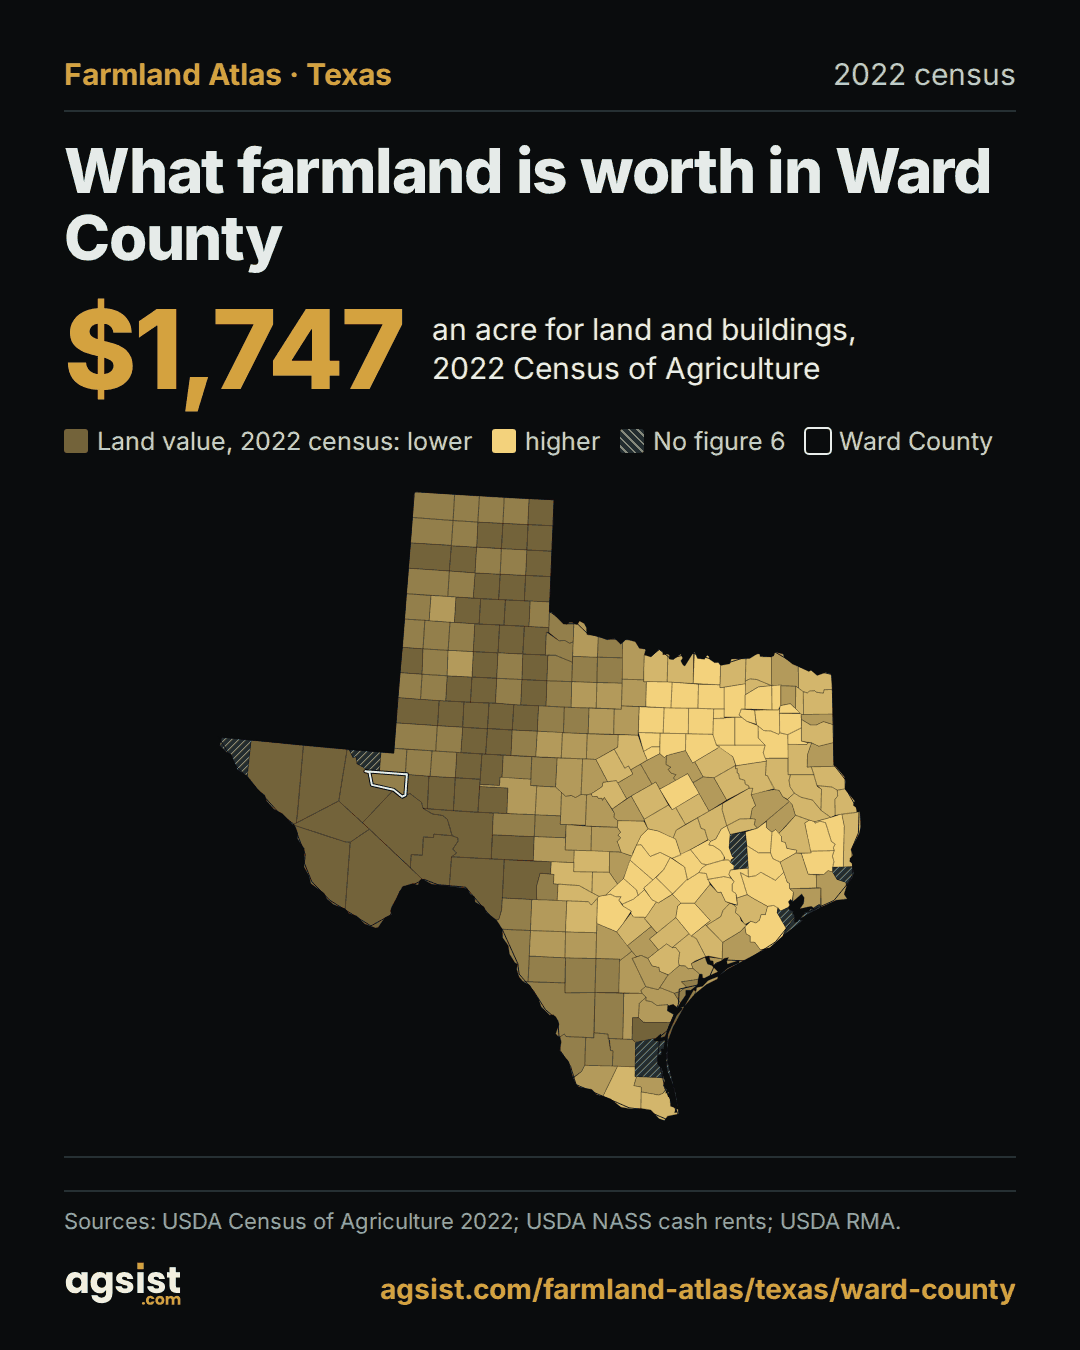 Farmland Atlas · Texas
2022 census
What farmland is worth in Ward
County
$1,747
an acre for land and buildings,
2022 Census of Agriculture
Land value, 2022 census: lower
higher
No figure 6
Ward County
Sources: USDA Census of Agriculture 2022; USDA NASS cash rents; USDA RMA.
agsist
.com
agsist.com/farmland-atlas/texas/ward-county